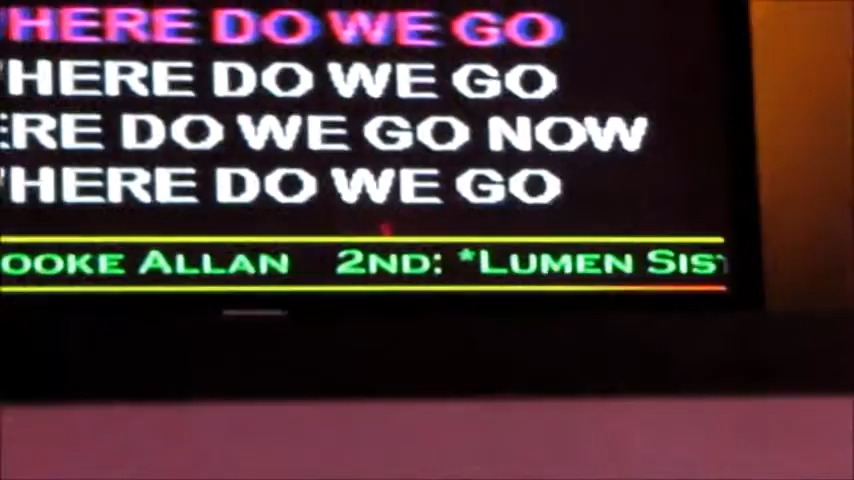 HERE DO WE GO
HERE DO WE GO
ERE DO WE GO NOW
HERE DO WE GO
OOKE ALLAN 2ND: *LUMEN SIS